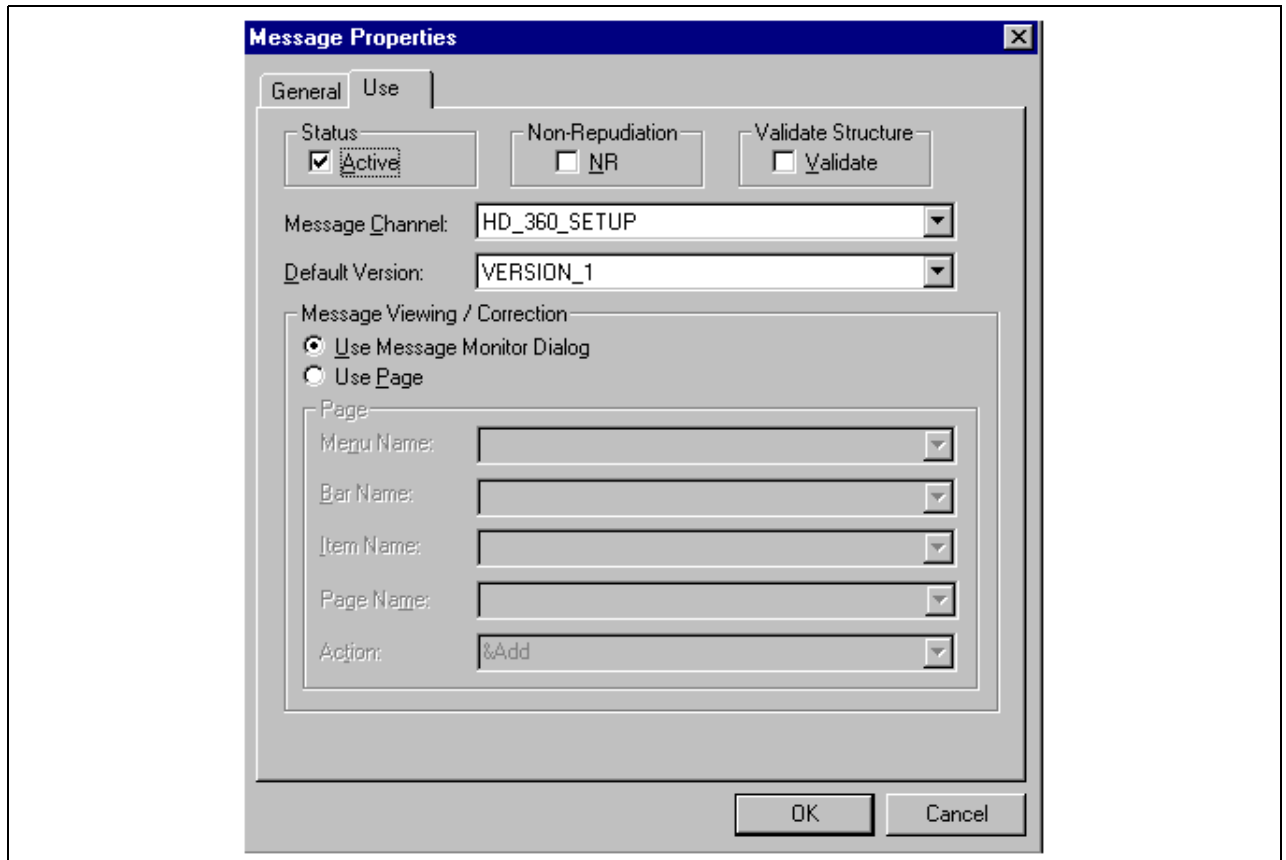 Message Properties
General Use
Status Non-Repudiation Validate Structure
Active NR Validate
Message Channel: HD_360_SETUP
Default Version: VERSION_1
Message Viewing / Correction
Use Message Monitor Dialog
Use Page
Page
Menu Name:
Bar Name:
Item Name:
Page Name:
Action: &Add
OK Cancel